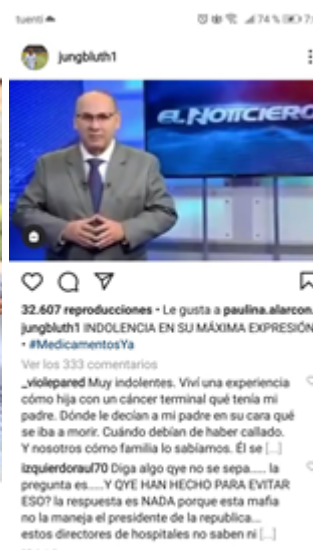 tuenti
74 %
jungbluth1
EL NOTICIERO
32.607 reproducciones • Le gusta a paulina.alarcon.
jungbluth1 INDOLENCIA EN SU MÁXIMA EXPRESIÓN
• #MedicamentosYa
Ver los 333 comentarios
_violepared Muy indolentes. Viví una experiencia
cómo hija con un cáncer terminal qué tenía mi
padre. Dónde le decían a mi padre en su cara qué
se iba a morir. Cuándo debían de haber callado.
Y nosotros cómo familia lo sabíamos. Él se [...]
izquierdoraul70 Diga algo qye no se sepa..... la
pregunta es.....Y QYE HAN HECHO PARA EVITAR
ESO? la respuesta es NADA porque esta mafia
no la maneja el presidente de la republica...
estos directores de hospitales no saben ni [...]